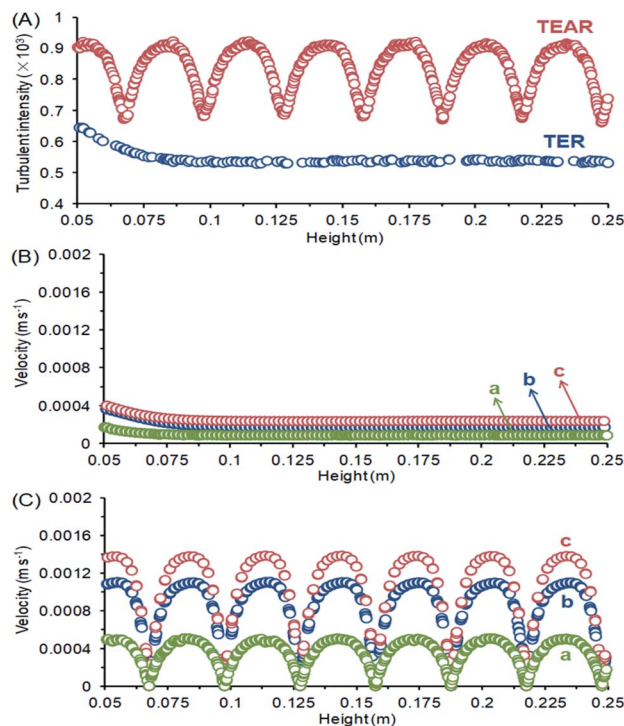 (A)
Turbulent intensity (×10³)
1
0.9
0.8
0.7
0.6
0.5
0.4
TEAR
TER
0.05 0.075 0.1 0.125 0.15 0.175 0.2 0.225 0.25
Height (m)
(B)
Velocity (m s⁻¹)
0.002
0.0016
0.0012
0.0008
0.0004
0
a b c
0.05 0.075 0.1 0.125 0.15 0.175 0.2 0.225 0.25
Height (m)
(C)
Velocity (m s⁻¹)
0.002
0.0016
0.0012
0.0008
0.0004
0
c
b
a
0.05 0.075 0.1 0.125 0.15 0.175 0.2 0.225 0.25
Height (m)